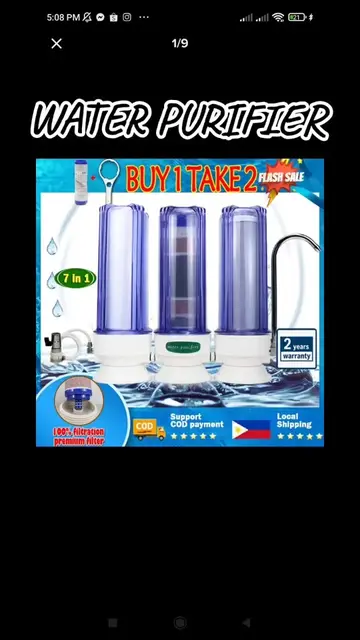 5:08 PM
21
1/9
WATER PURIFIER
BUY 1 TAKE 2
FLASH SALE
7 in 1
2
years
warranty
100% Filtration
premium filter
COD
Support
COD payment
Local
Shipping